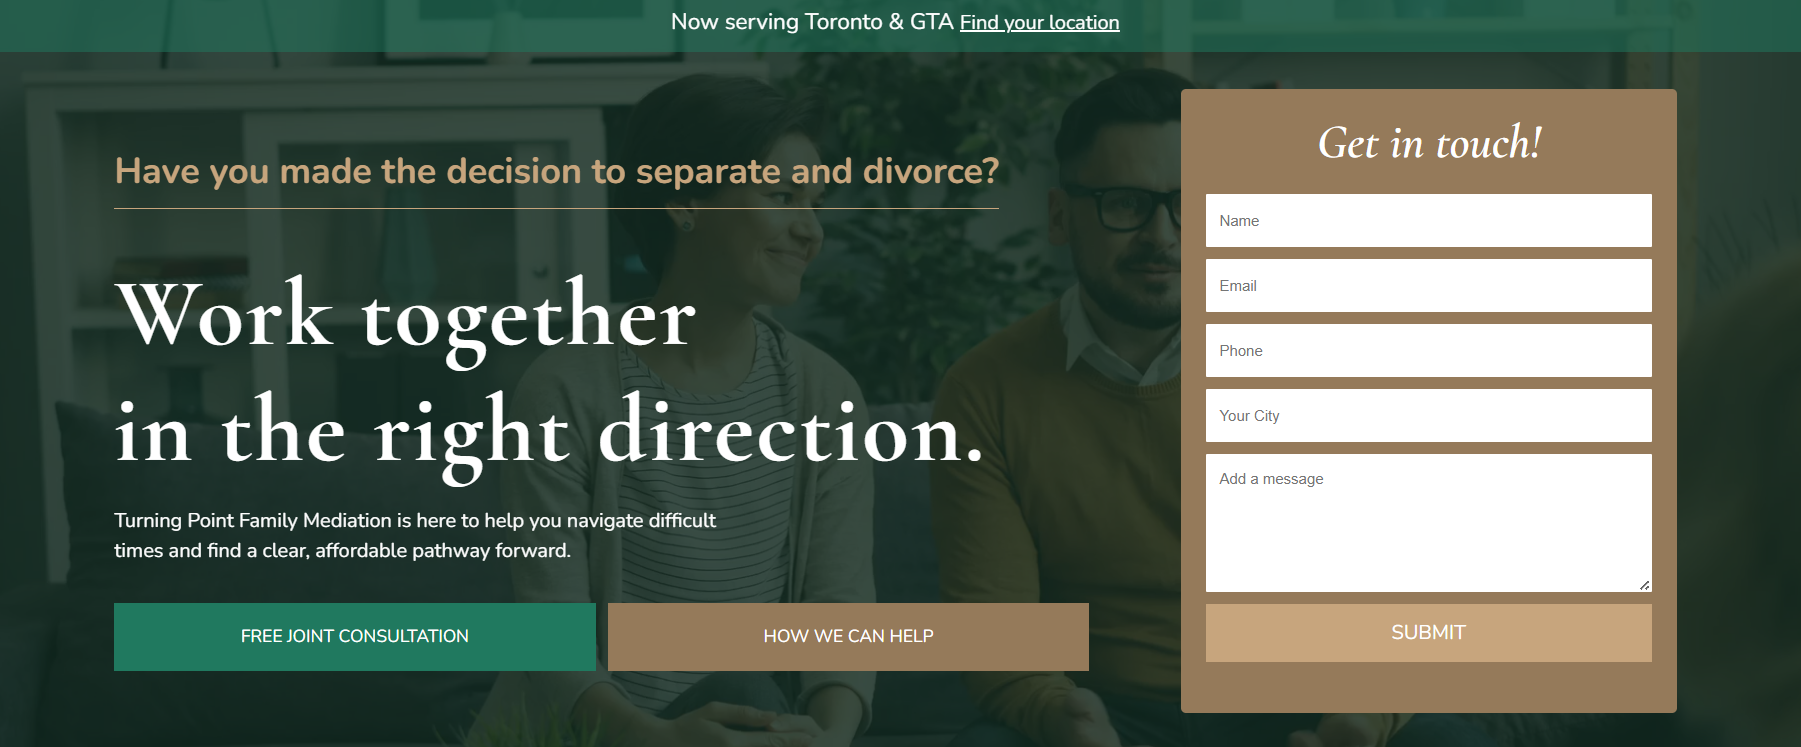 Now serving Toronto & GTA Find your location
Have you made the decision to separate and divorce?
Work together
in the right direction.
Turning Point Family Mediation is here to help you navigate difficult
times and find a clear, affordable pathway forward.
FREE JOINT CONSULTATION
HOW WE CAN HELP
Get in touch!
Name
Email
Phone
Your City
Add a message
SUBMIT